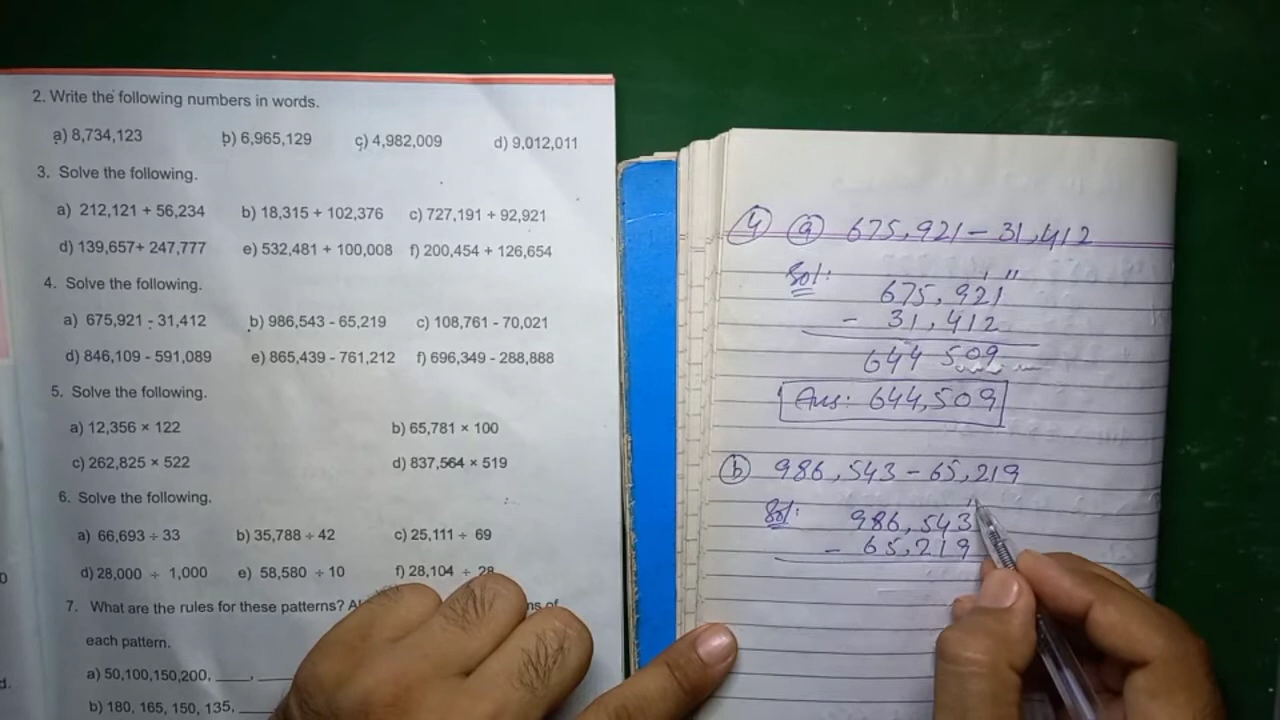 2. Write the following numbers in words.
a) 8,734,123 b) 6,965,129 c) 4,982,009 d) 9,012,011
3. Solve the following.
a) 212,121 + 56,234 b) 18,315 + 102,376 c) 727,191 + 92,921
d) 139,657+ 247,777 e) 532,481 + 100,008 f) 200,454 + 126,654
4. Solve the following.
a) 675,921 - 31,412 b) 986,543 - 65,219 c) 108,761 - 70,021
d) 846,109 - 591,089 e) 865,439 - 761,212 f) 696,349 - 288,888
5. Solve the following.
a) 12,356 × 122 b) 65,781 × 100
c) 262,825 × 522 d) 837,564 × 519
6. Solve the following.
a) 66,693 ÷ 33 b) 35,788 ÷ 42 c) 25,111 ÷ 69
d) 28,000 ÷ 1,000 e) 58,580 ÷ 10 f) 28,104 ÷ 28
7. What are the rules for these patterns? of
each pattern.
a) 50,100,150,200, ____, __
b) 180, 165, 150, 135, ___
4 a 675,921 - 31,412
Sol:
675,921
- 31,412
644 509
Ans: 644,509
b 986,543 - 65,219
Sol:
986,543
- 65,219